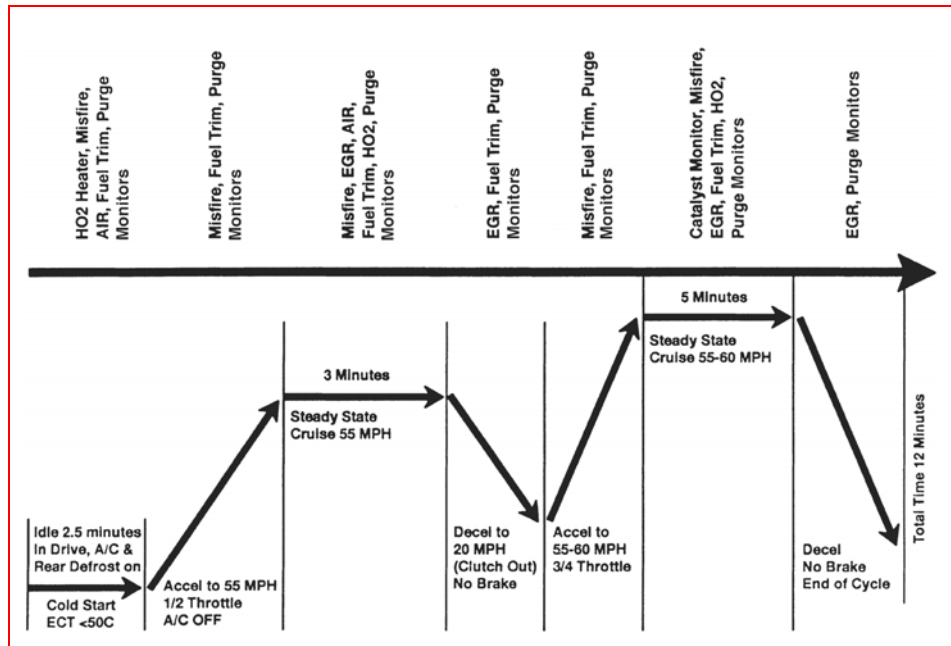 HO2 Heater, Misfire,
AIR, Fuel Trim, Purge
Monitors
Misfire, Fuel Trim, Purge
Monitors
Misfire, EGR, AIR,
Fuel Trim, HO2, Purge
Monitors
EGR, Fuel Trim, Purge
Monitors
Misfire, Fuel Trim, Purge
Monitors
Catalyst Monitor, Misfire,
EGR, Fuel Trim, HO2,
Purge Monitors
EGR, Purge Monitors
Idle 2.5 minutes
In Drive, A/C &
Rear Defrost on
Cold Start
ECT <50C
Accel to 55 MPH
1/2 Throttle
A/C OFF
3 Minutes
Steady State
Cruise 55 MPH
Decel to
20 MPH
(Clutch Out)
No Brake
Accel to
55-60 MPH
3/4 Throttle
5 Minutes
Steady State
Cruise 55-60 MPH
Decel
No Brake
End of Cycle
Total Time 12 Minutes